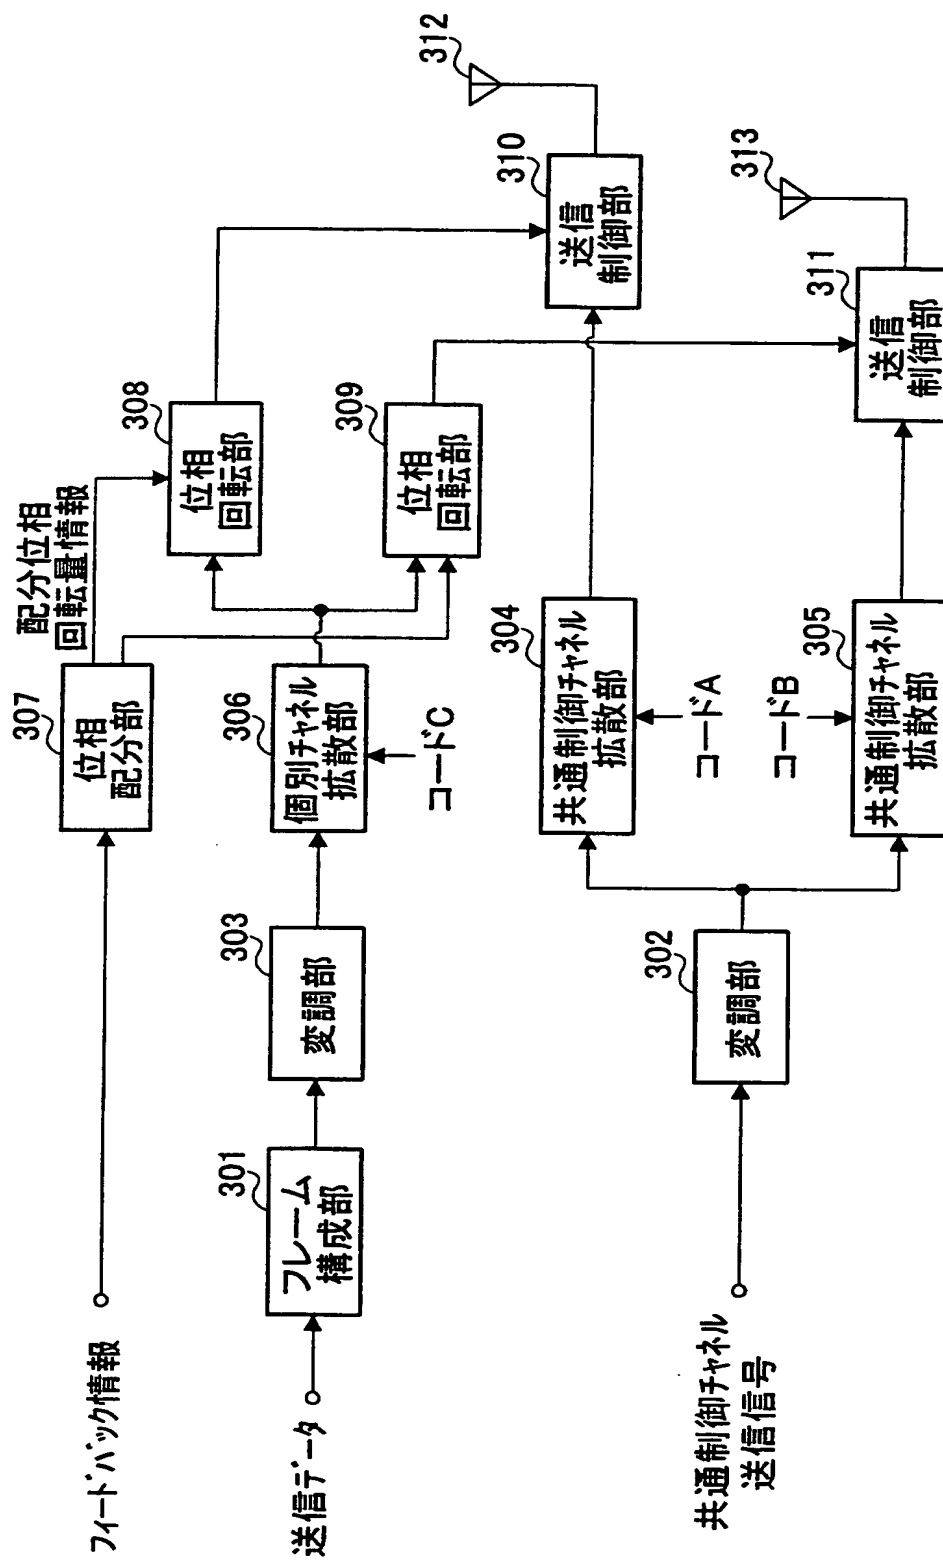 フィードバック情報
307
位相
配分部
配分位相
回転量情報
308
位相
回転部
309
位相
回転部
送信データ
301
フレーム
構成部
303
変調部
306
個別チャネル
拡散部
コードC
共通制御チャネル
送信信号
302
変調部
304
共通制御チャネル
拡散部
コードA
コードB
305
共通制御チャネル
拡散部
310
送信
制御部
312
311
送信
制御部
313